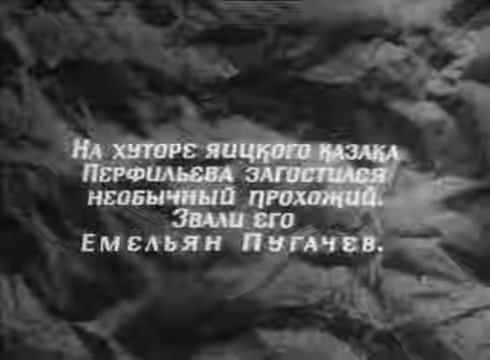 На хуторе яицкого казака
Перфильева загостился
необычный прохожий.
Звали его
Емельян Пугачев.